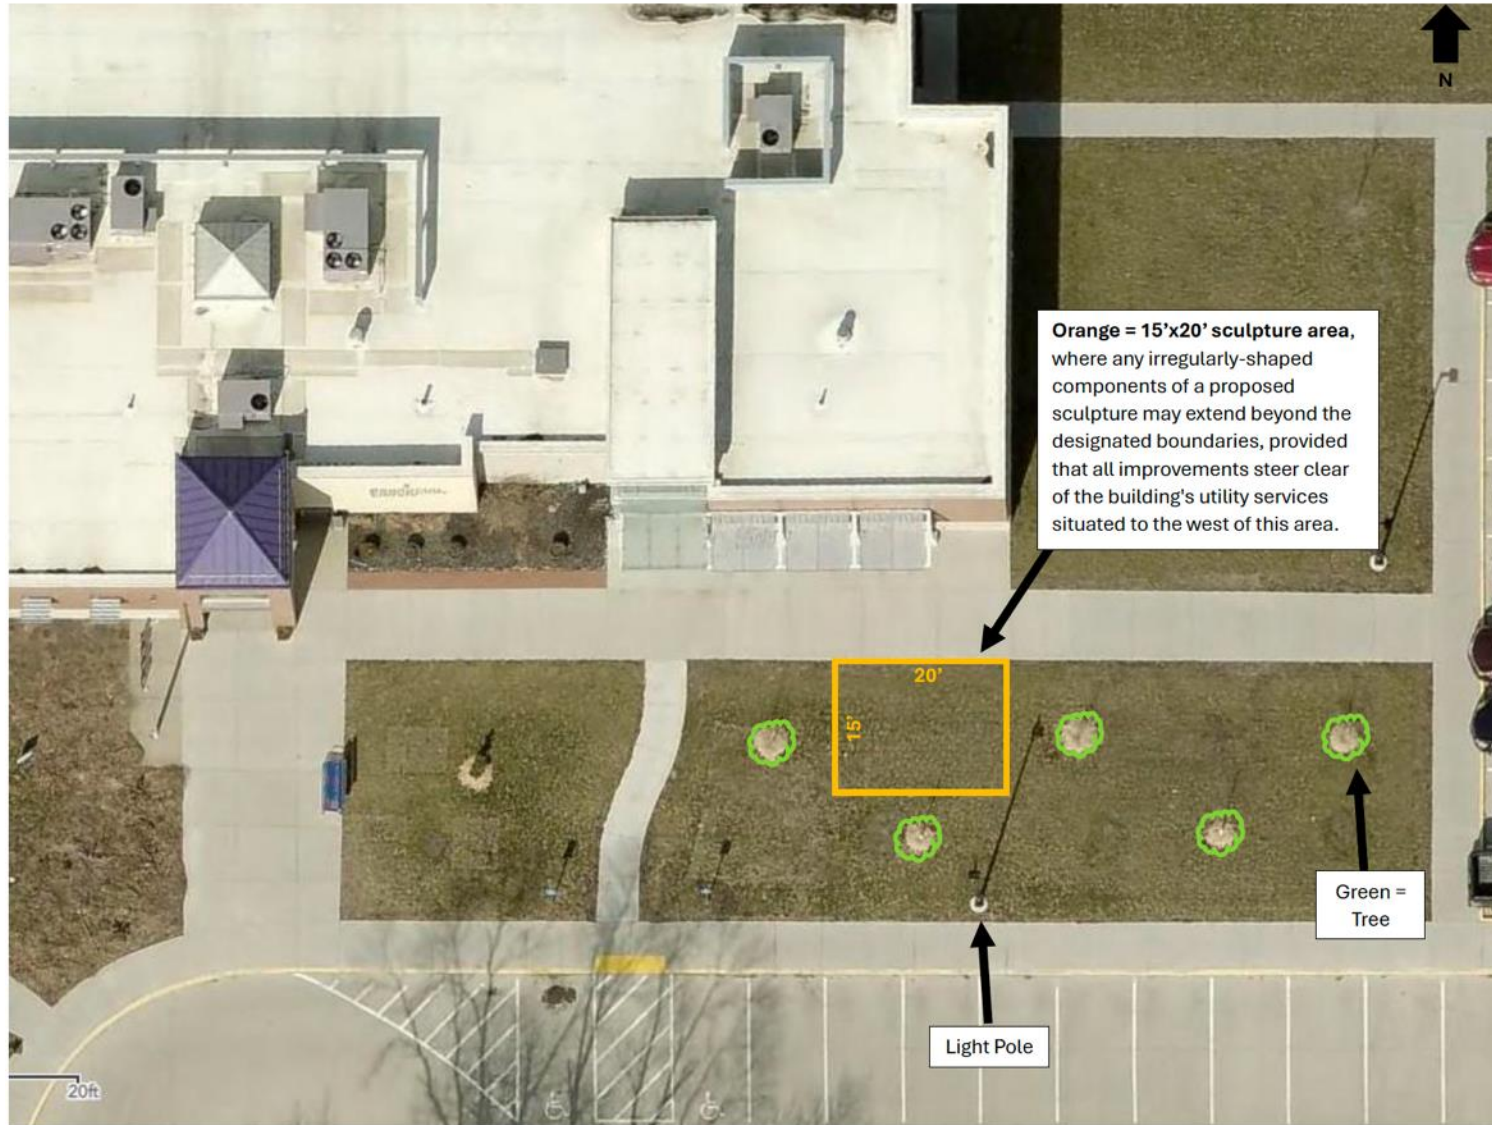 N
Orange = 15’x20’ sculpture area,
where any irregularly-shaped
components of a proposed
sculpture may extend beyond the
designated boundaries, provided
that all improvements steer clear
of the building's utility services
situated to the west of this area.
20’
15’
Green =
Tree
Light Pole
20ft